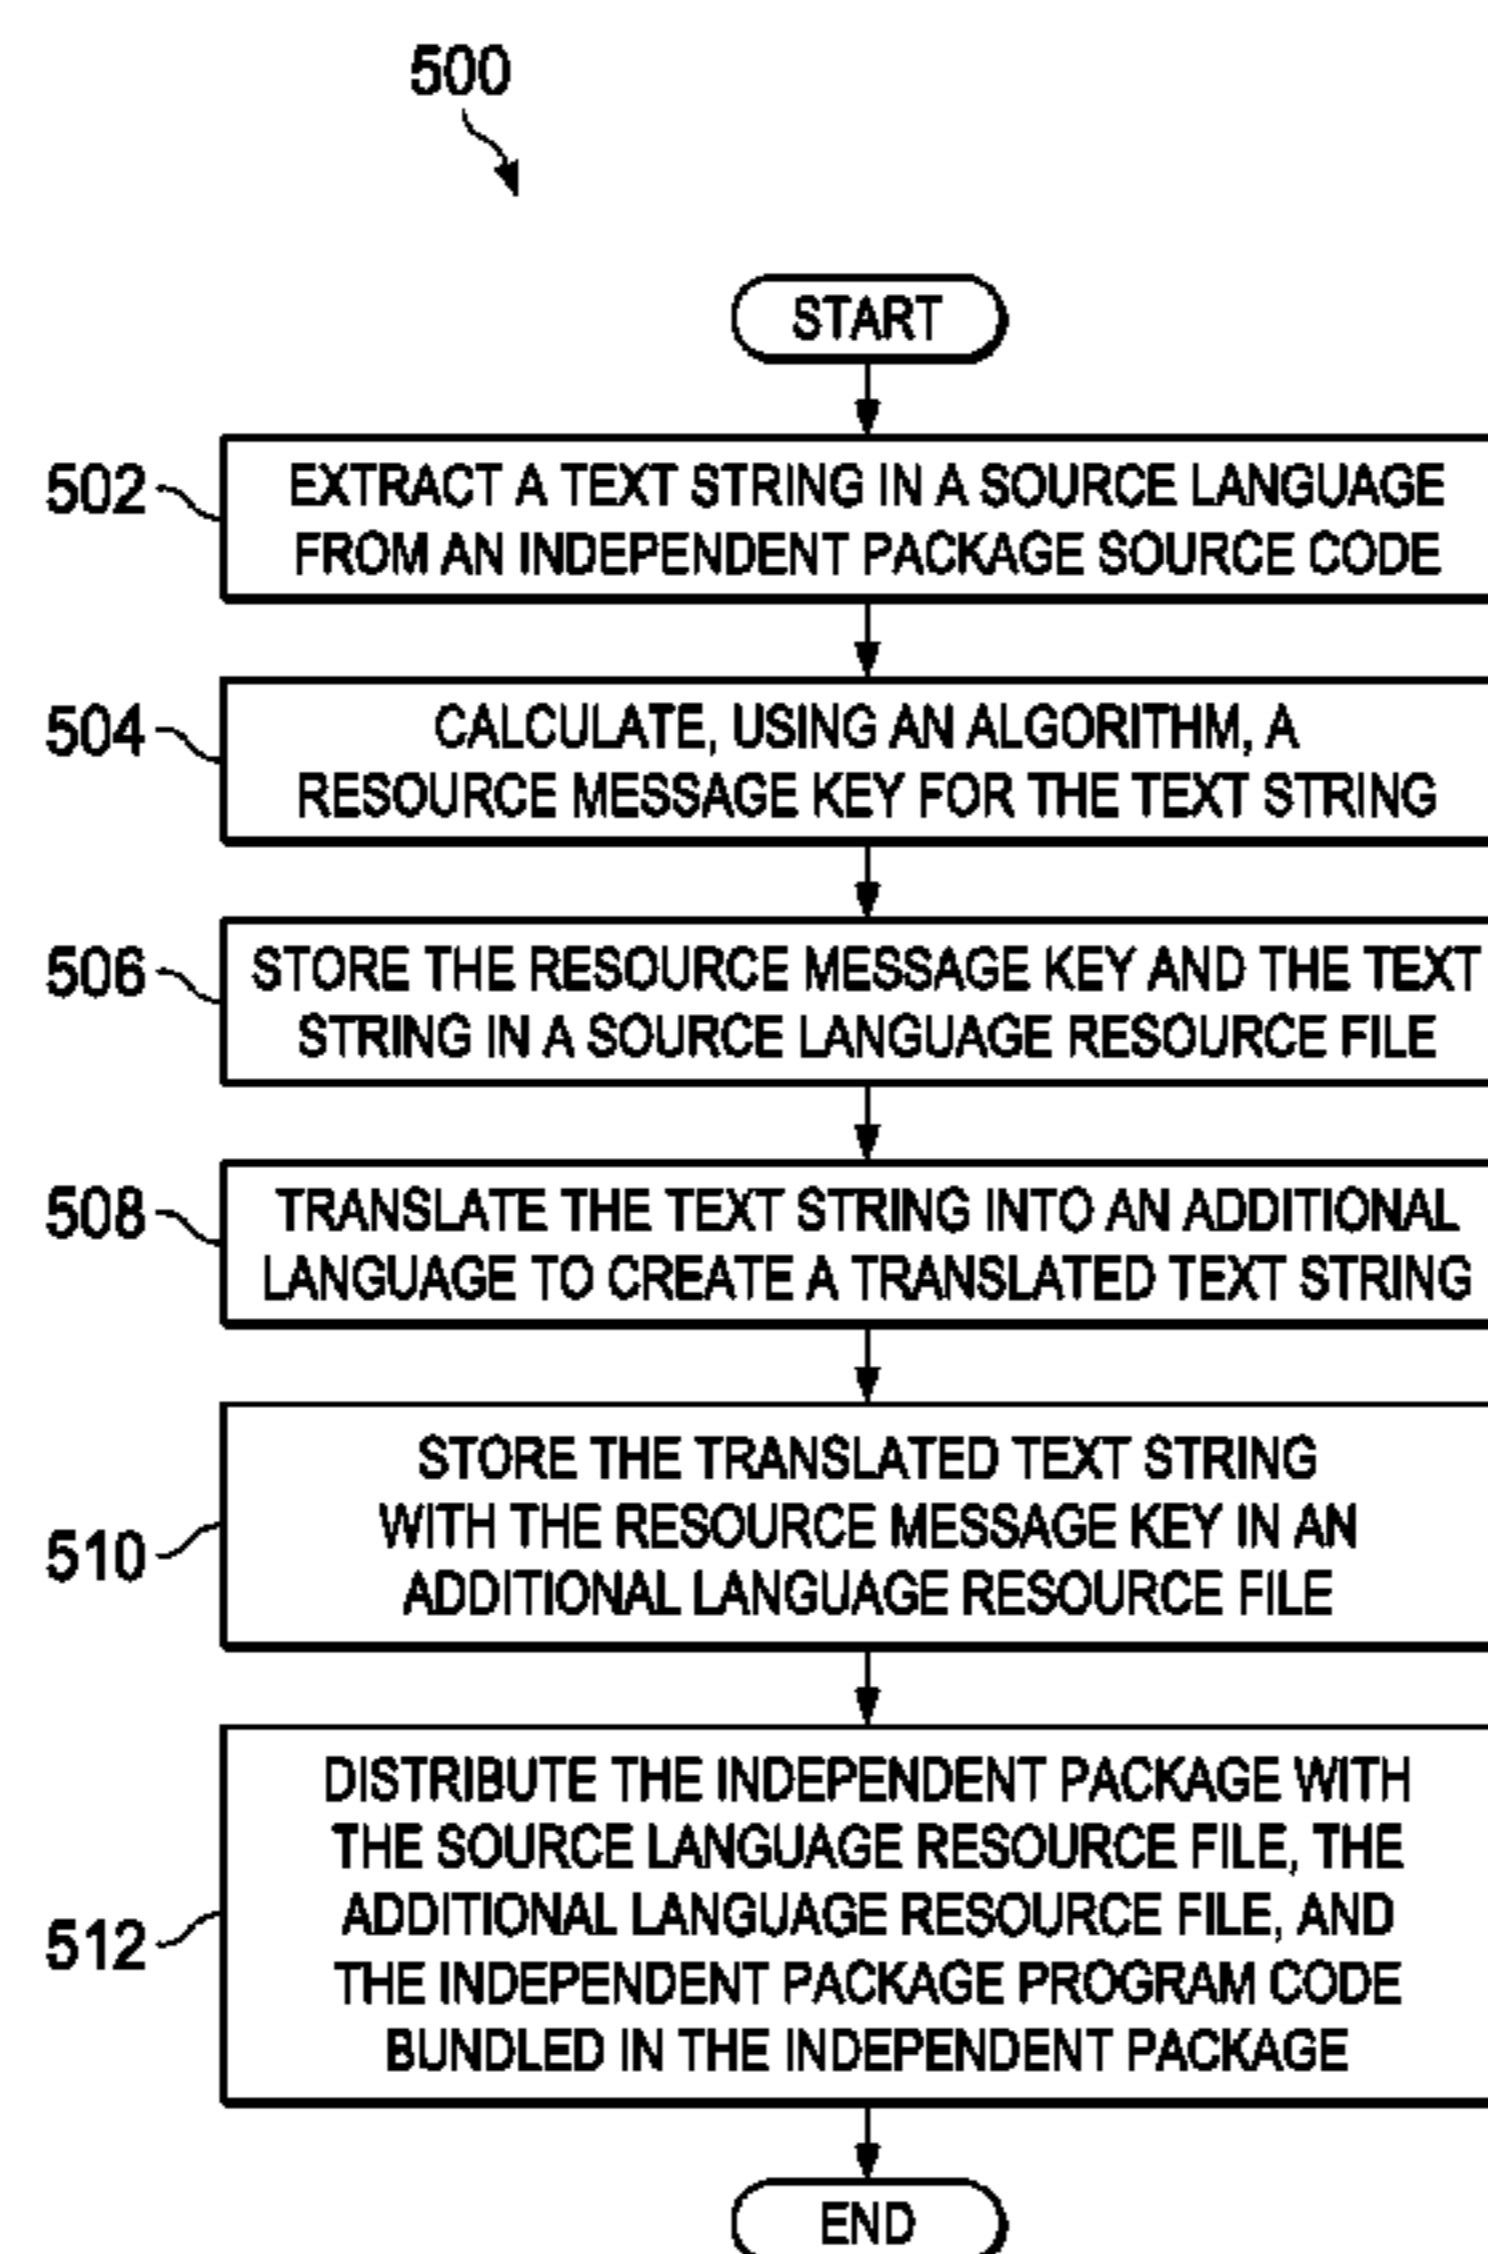 500
START
502
EXTRACT A TEXT STRING IN A SOURCE LANGUAGE
FROM AN INDEPENDENT PACKAGE SOURCE CODE
504
CALCULATE, USING AN ALGORITHM, A
RESOURCE MESSAGE KEY FOR THE TEXT STRING
506
STORE THE RESOURCE MESSAGE KEY AND THE TEXT
STRING IN A SOURCE LANGUAGE RESOURCE FILE
508
TRANSLATE THE TEXT STRING INTO AN ADDITIONAL
LANGUAGE TO CREATE A TRANSLATED TEXT STRING
510
STORE THE TRANSLATED TEXT STRING
WITH THE RESOURCE MESSAGE KEY IN AN
ADDITIONAL LANGUAGE RESOURCE FILE
512
DISTRIBUTE THE INDEPENDENT PACKAGE WITH
THE SOURCE LANGUAGE RESOURCE FILE, THE
ADDITIONAL LANGUAGE RESOURCE FILE, AND
THE INDEPENDENT PACKAGE PROGRAM CODE
BUNDLED IN THE INDEPENDENT PACKAGE
END